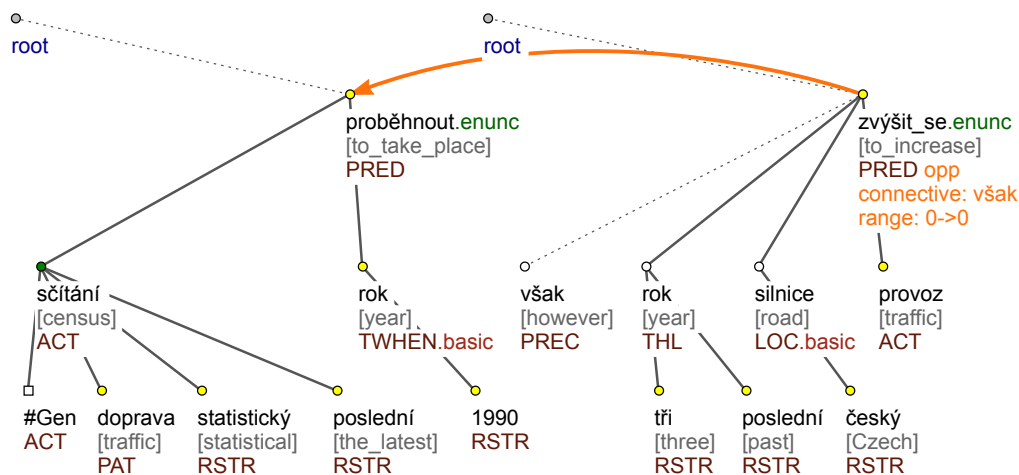 root
root
proběhnout.enunc
[to_take_place]
PRED
zvýšit_se.enunc
[to_increase]
PRED opp
connective: však
range: 0->0
sčítání
[census]
ACT
rok
[year]
TWHEN.basic
však
[however]
PREC
rok
[year]
THL
silnice
[road]
LOC.basic
provoz
[traffic]
ACT
#Gen
ACT
doprava
[traffic]
PAT
statistický
[statistical]
RSTR
poslední
[the_latest]
RSTR
1990
RSTR
tři
[three]
RSTR
poslední
[past]
RSTR
český
[Czech]
RSTR